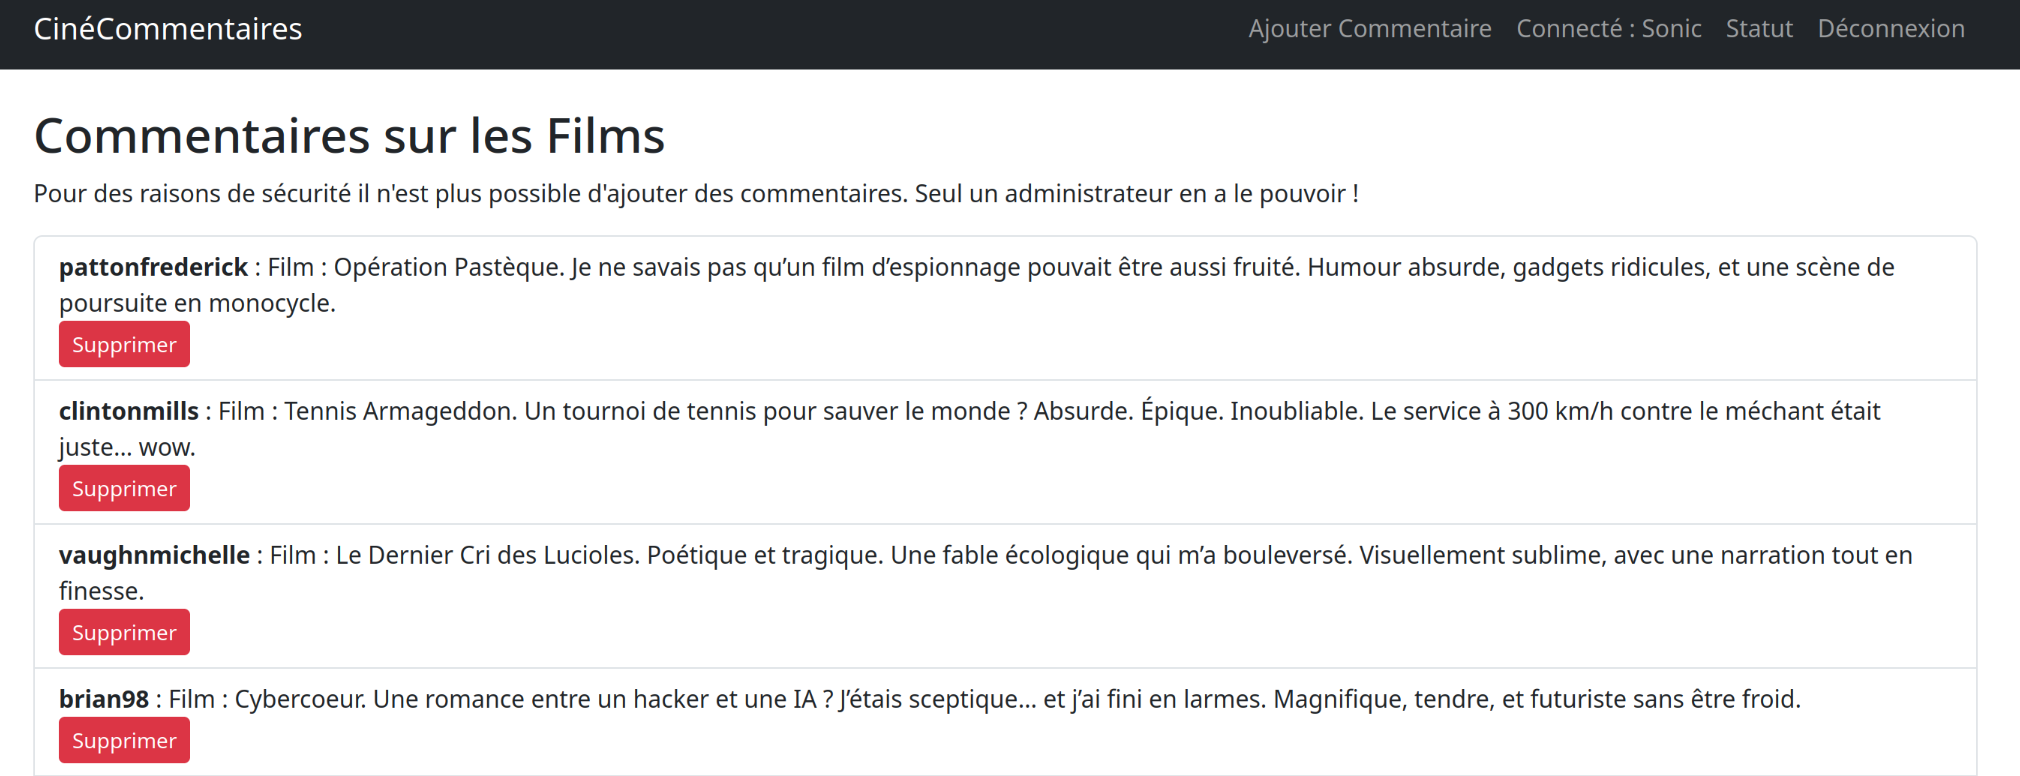 CinéCommentaires
Ajouter Commentaire
Connecté : Sonic
Statut
Déconnexion
Commentaires sur les Films
Pour des raisons de sécurité il n'est plus possible d'ajouter des commentaires. Seul un administrateur en a le pouvoir !
pattonfrederick : Film : Opération Pastèque. Je ne savais pas qu’un film d’espionnage pouvait être aussi fruité. Humour absurde, gadgets ridicules, et une scène de
poursuite en monocycle.
Supprimer
clintonmills : Film : Tennis Armageddon. Un tournoi de tennis pour sauver le monde ? Absurde. Épique. Inoubliable. Le service à 300 km/h contre le méchant était
juste… wow.
Supprimer
vaughnmichelle : Film : Le Dernier Cri des Lucioles. Poétique et tragique. Une fable écologique qui m’a bouleversé. Visuellement sublime, avec une narration tout en
finesse.
Supprimer
brian98 : Film : Cybercoeur. Une romance entre un hacker et une IA ? J’étais sceptique… et j’ai fini en larmes. Magnifique, tendre, et futuriste sans être froid.
Supprimer